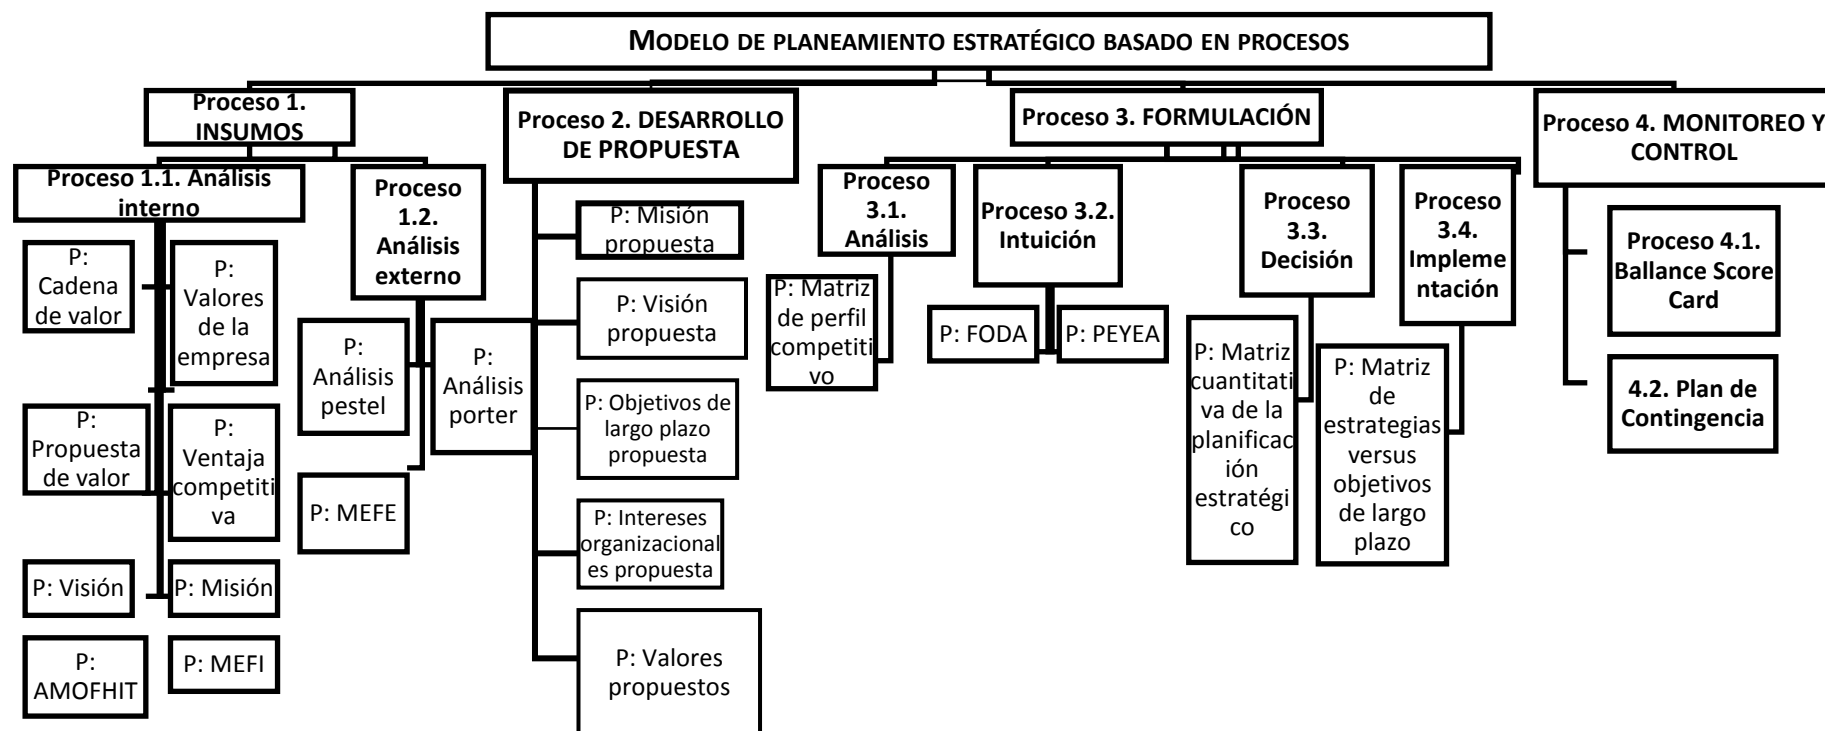 MODELO DE PLANEAMIENTO ESTRATÉGICO BASADO EN PROCESOS
Proceso 1.
INSUMOS
Proceso 1.1. Análisis
interno
P:
Cadena
de valor
P:
Valores
de la
empresa
P:
Propuesta
de valor
P:
Ventaja
competiti
va
P: Visión
P: Misión
P:
AMOFHIT
P: MEFI
Proceso
1.2.
Análisis
externo
P:
Análisis
pestel
P:
Análisis
porter
P: MEFE
Proceso 2. DESARROLLO
DE PROPUESTA
P: Misión
propuesta
P: Visión
propuesta
P: Objetivos de
largo plazo
propuesta
P: Intereses
organizacional
es propuesta
P: Valores
propuestos
Proceso 3. FORMULACIÓN
Proceso
3.1.
Análisis
P: Matriz
de perfil
competiti
vo
Proceso 3.2.
Intuición
P: FODA
P: PEYEA
Proceso
3.3.
Decisión
P: Matriz
cuantitati
va de la
planificac
ión
estratégi
co
Proceso
3.4.
Impleme
ntación
P: Matriz
de
estrategias
versus
objetivos
de largo
plazo
Proceso 4. MONITOREO Y
CONTROL
Proceso 4.1.
Ballance Score
Card
4.2. Plan de
Contingencia